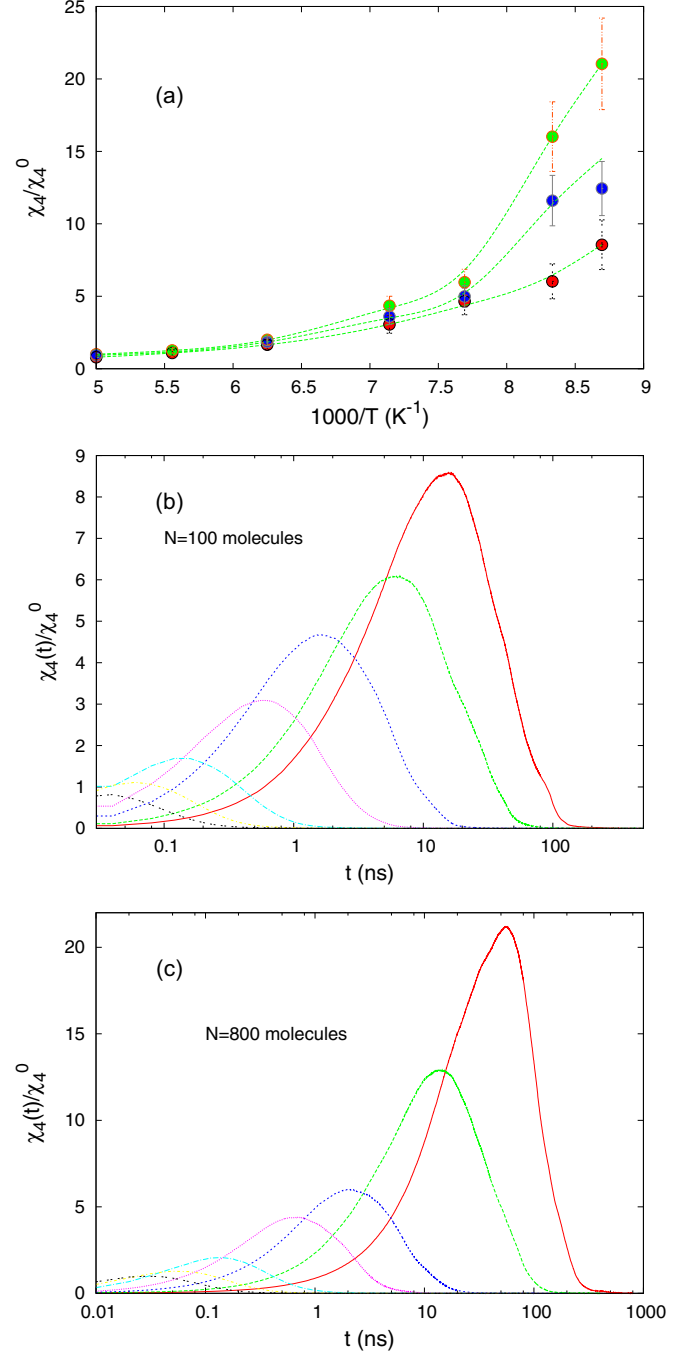 25
20
15
10
5
0
χ₄/χ₄⁰
(a)
5 5.5 6 6.5 7 7.5 8 8.5 9
1000/T (K⁻¹)
9
8
7
6
5
4
3
2
1
0
χ₄(t)/χ₄⁰
(b)
N=100 molecules
0.1 1 10 100
t (ns)
20
15
10
5
0
χ₄(t)/χ₄⁰
(c)
N=800 molecules
0.01 0.1 1 10 100 1000
t (ns)